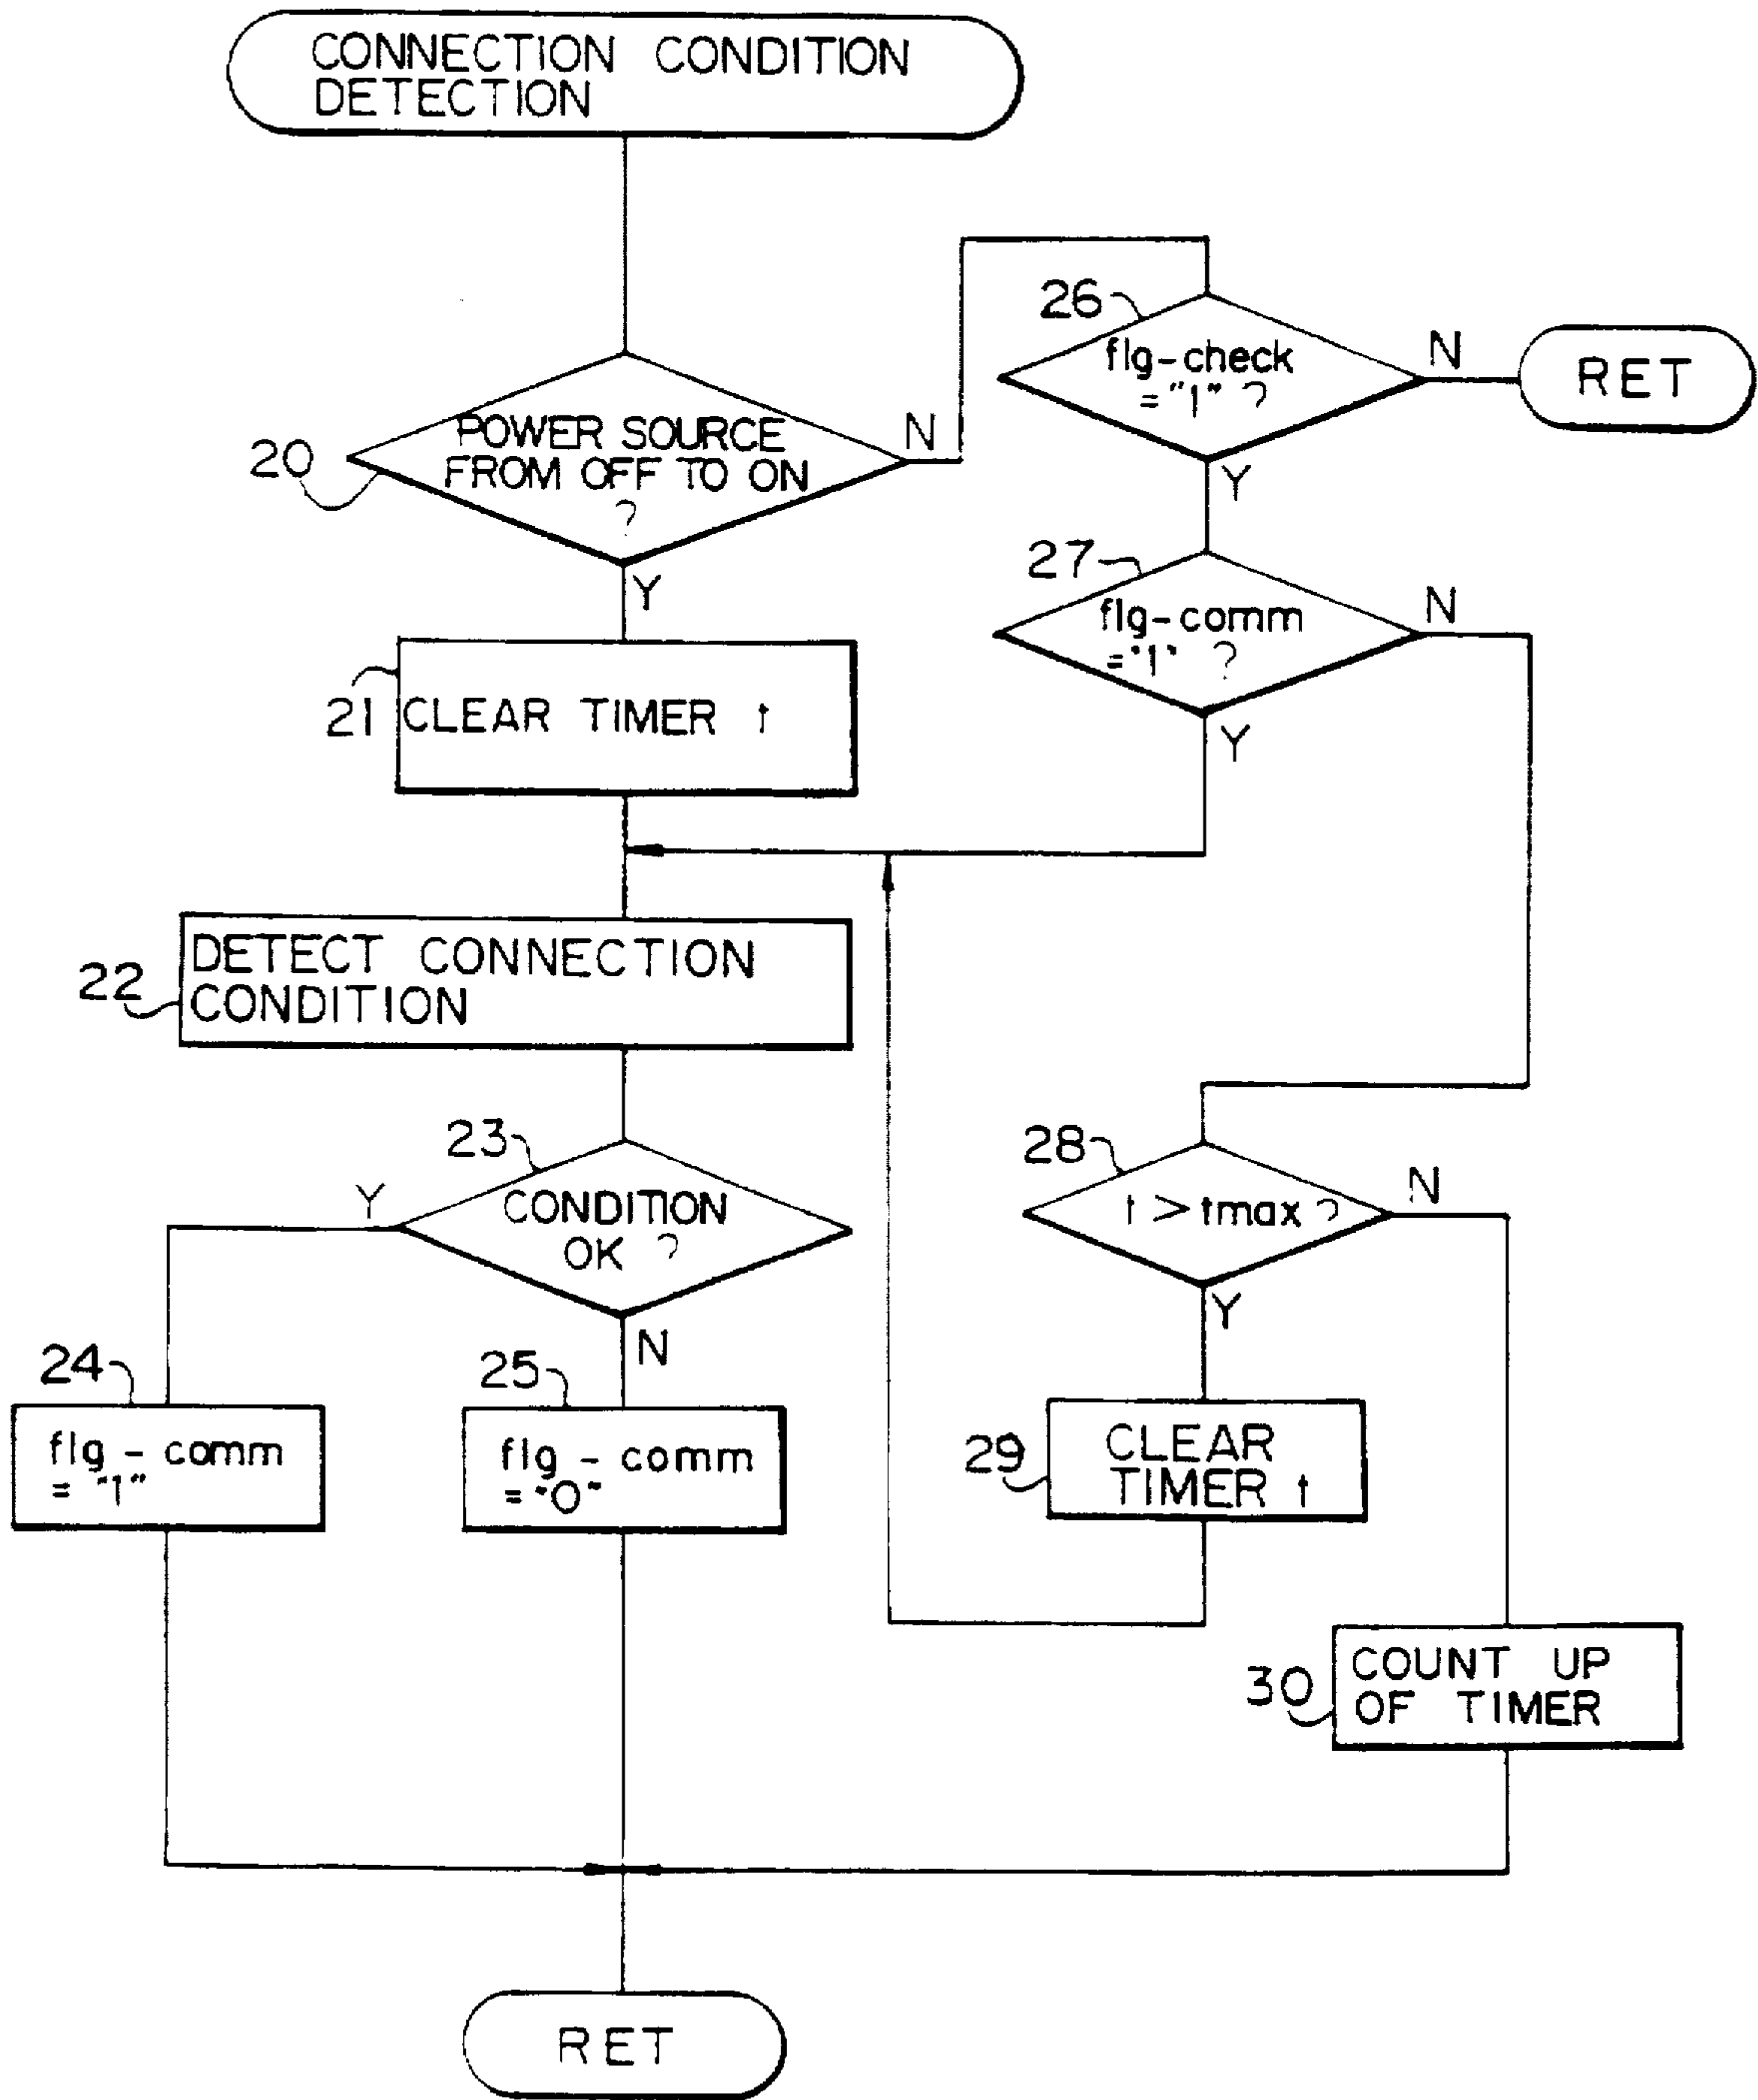 CONNECTION CONDITION
DETECTION
20
POWER SOURCE
FROM OFF TO ON
?
N
Y
21
CLEAR TIMER t
22
DETECT CONNECTION
CONDITION
23
CONDITION
OK ?
Y
N
24
flg - comm
= "1"
25
flg - comm
= "0"
26
flg-check
= "1" ?
N
RET
Y
27
flg-comm
= "1" ?
N
Y
28
t > tmax ?
N
Y
29
CLEAR
TIMER t
30
COUNT UP
OF TIMER
RET